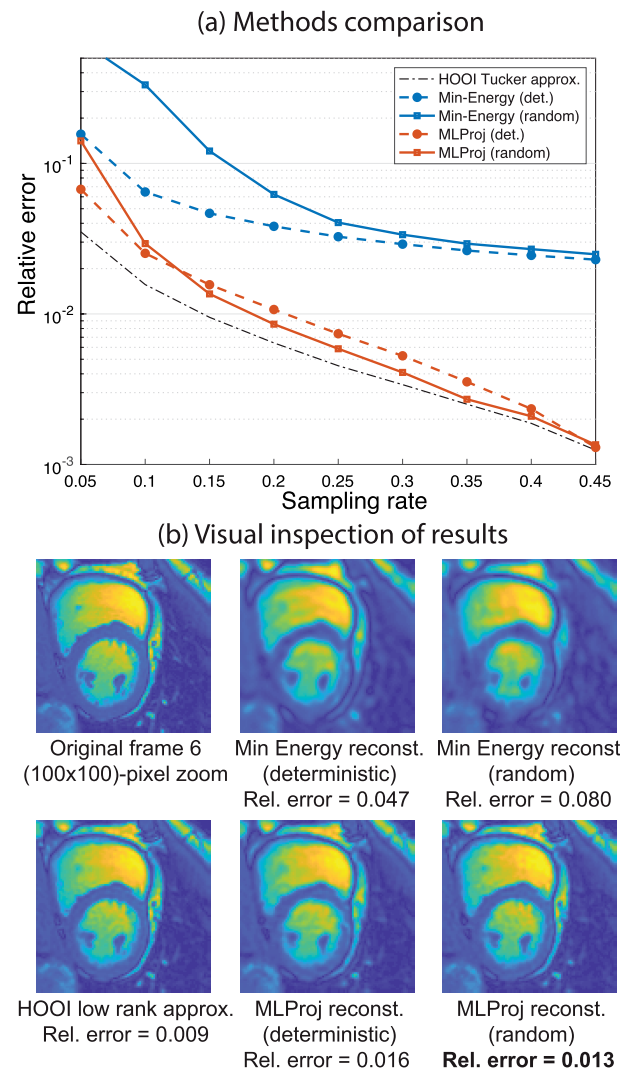 (a) Methods comparison
HOOI Tucker approx.
Min-Energy (det.)
Min-Energy (random)
MLProj (det.)
MLProj (random)
Relative error
10-1
10-2
10-3
0.05 0.1 0.15 0.2 0.25 0.3 0.35 0.4 0.45
Sampling rate
(b) Visual inspection of results
Original frame 6
(100x100)-pixel zoom
Min Energy reconst.
(deterministic)
Rel. error = 0.047
Min Energy reconst
(random)
Rel. error = 0.080
HOOI low rank approx.
Rel. error = 0.009
MLProj reconst.
(deterministic)
Rel. error = 0.016
MLProj reconst.
(random)
Rel. error = 0.013